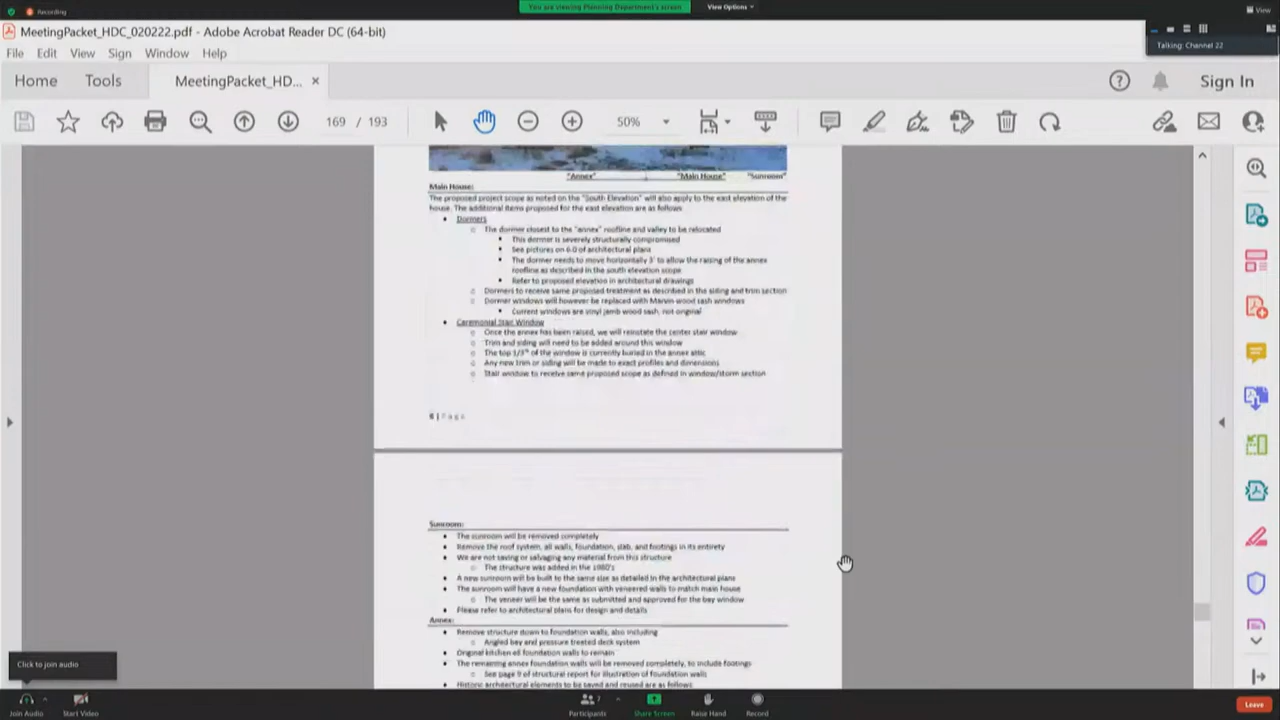 Recording
You are viewing Planning Department's screen
View Options
View
MeetingPacket_HDC_020222.pdf - Adobe Acrobat Reader DC (64-bit)
Talking: Channel 22
File Edit View Sign Window Help
Home Tools MeetingPacket_HD... × Sign In
169 / 193 50%
"Annex" "Main House" "Sunroom"
Main House:
The proposed project scope as noted on the "South Elevation" will also apply to the east elevation of the
house. The additional items proposed for the east elevation are as follows
Dormers
The dormer closest to the "annex" roofline and valley to be relocated
This dormer is severely structurally compromised
See pictures on 6.0 of architectural plans
The dormer needs to move horizontally 3' to allow the raising of the annex
roofline as described in the south elevation scope
Refer to proposed elevation in architectural drawings
Dormers to receive same proposed treatment as described in the siding and trim section
Dormer windows will however be replaced with Marvin wood sash windows
Current windows are vinyl jamb wood sash, not original
Ceremonial Stair Window
Once the annex has been raised, we will reinstate the center stair window
Trim and siding will need to be added around this window
The top 1/3rd of the window is currently buried in the annex attic
Any new trim or siding will be made to exact profiles and dimensions
Stair window to receive same proposed scope as defined in window/storm section
8 | Page
Sunroom:
The sunroom will be removed completely
Remove the roof system, all walls, foundation, slab, and footings in its entirety
We are not saving or salvaging any material from this structure
The structure was added in the 1980's
A new sunroom will be built to the same size as detailed in the architectural plans
The sunroom will have a new foundation with veneered walls to match main house
The veneer will be the same as submitted and approved for the bay window
Please refer to architectural plans for design and details
Annex:
Remove structure down to foundation walls, also including
Angled bay and pressure treated deck system
Original kitchen ell foundation walls to remain
The remaining annex foundation walls will be removed completely, to include footings
See page 9 of structural report for illustration of foundation walls
Historic architectural elements to be saved and reused are as follows
Click to join audio
Join Audio Start Video Participants 7 Share Screen Raise Hand Record Leave